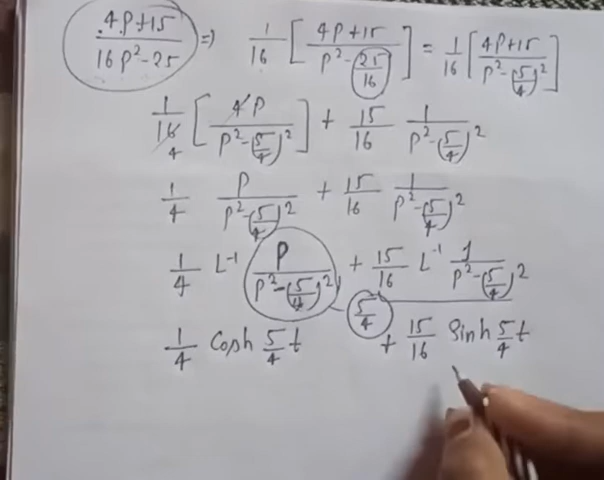 (4P+15)/(16P²-25) => 1/16 [(4P+15)/(P²-25/16)] = 1/16 [(4P+15)/(P²-(5/4)²)]
1/16 4 [4P/(P²-(5/4)²)] + 15/16 1/(P²-(5/4)²)
1/4 P/(P²-(5/4)²) + 15/16 1/(P²-(5/4)²)
1/4 L⁻¹ P/(P²-(5/4)²) + 15/16 L⁻¹ 1/(P²-(5/4)²)
5/4
1/4 Cosh 5/4 t + 15/16 Sinh 5/4 t